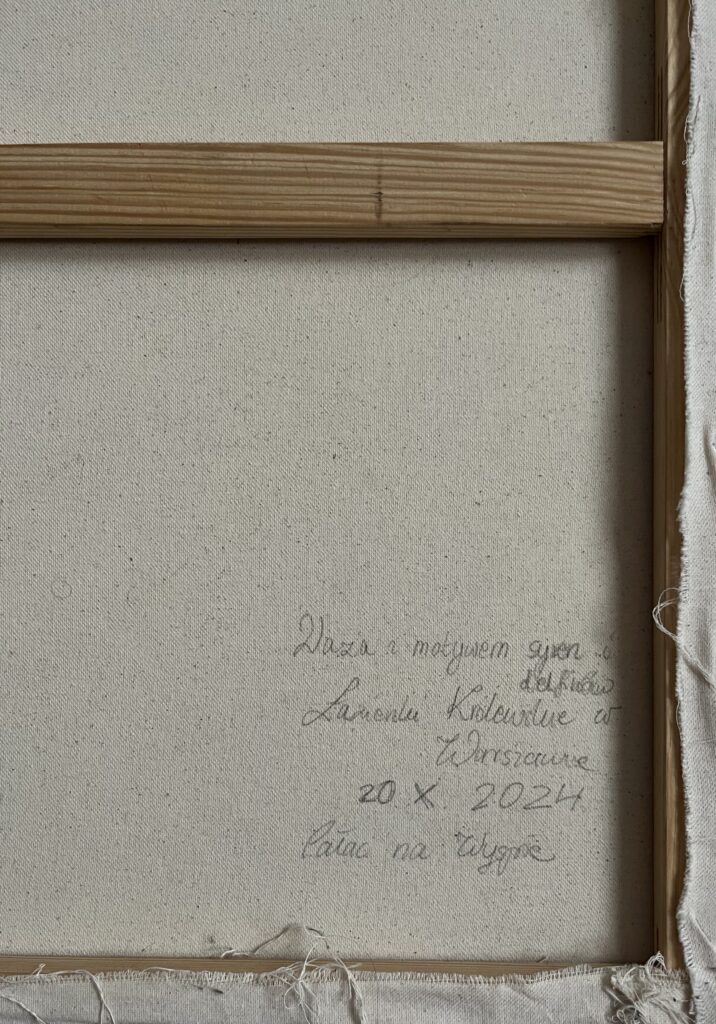 Waza z motywem syren i
delfinów
Łazienki Królewskie w
Warszawie
20 X 2024
Pałac na Wyspie